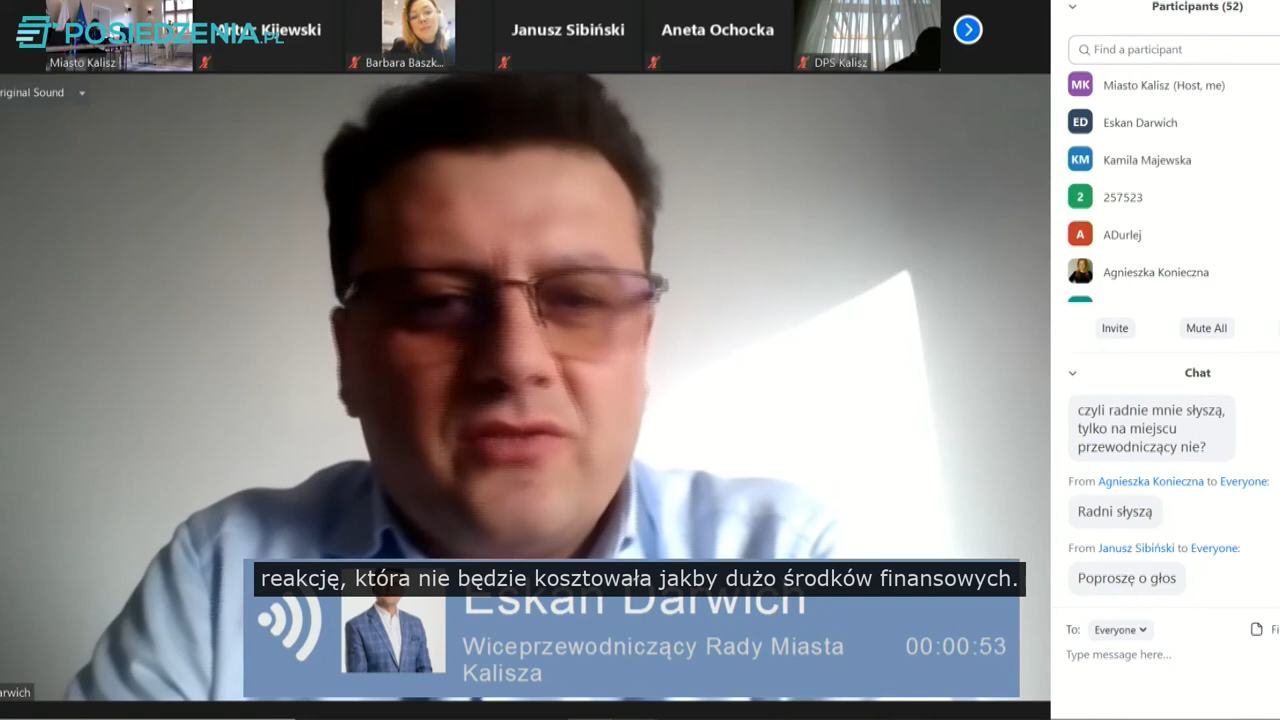 POSIEDZENIA.PL
Kijewski
Janusz Sibiński
Aneta Ochocka
Miasto Kalisz
Barbara Baszk...
DPS Kalisz
riginal Sound
Participants (52)
Find a participant
MK Miasto Kalisz (Host, me)
ED Eskan Darwich
KM Kamila Majewska
2 257523
A ADurlej
Agnieszka Konieczna
Invite
Mute All
Chat
czyli radnie mnie słyszą,
tylko na miejscu
przewodniczący nie?
From Agnieszka Konieczna to Everyone:
Radni słyszą
From Janusz Sibiński to Everyone:
Poproszę o głos
To: Everyone
Fi
Type message here...
reakcję, która nie będzie kosztowała jakby dużo środków finansowych.
Eskan Darwich
Wiceprzewodniczący Rady Miasta
Kalisza
00:00:53
arwich